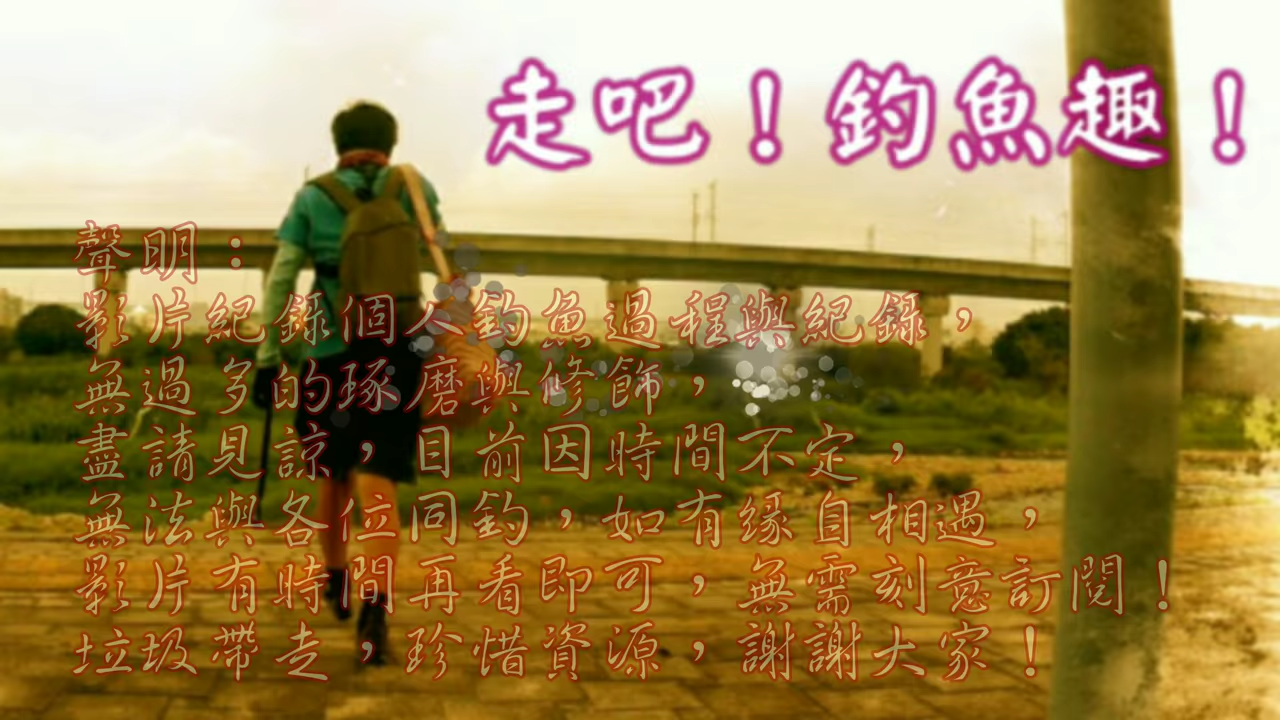 走吧！釣魚趣！
聲明：
影片紀錄個人釣魚過程與紀錄，
無過多的琢磨與修飾，
盡請見諒，目前因時間不定，
無法與各位同釣，如有緣自相遇，
影片有時間再看即可，無需刻意訂閱！
垃圾帶走，珍惜資源，謝謝大家！